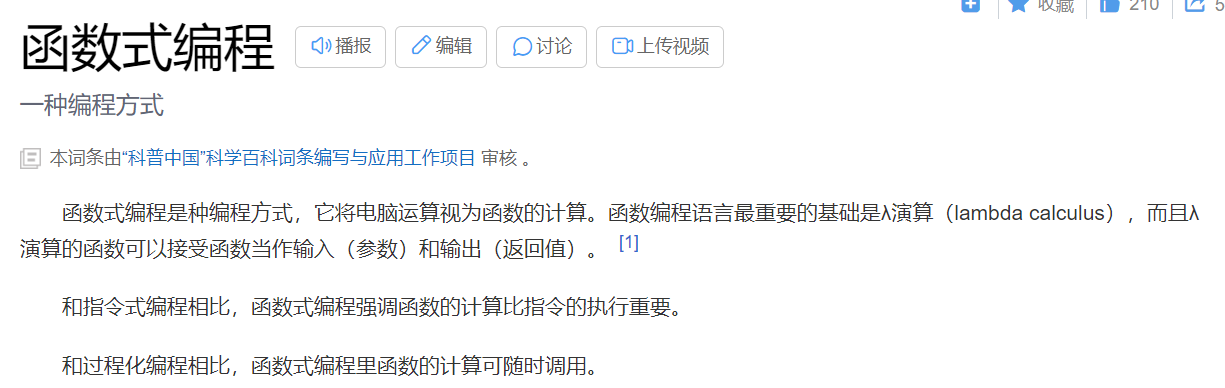 收藏 210 5
函数式编程 播报 编辑 讨论 上传视频
一种编程方式
本词条由“科普中国”科学百科词条编写与应用工作项目 审核 。
函数式编程是种编程方式，它将电脑运算视为函数的计算。函数编程语言最重要的基础是λ演算（lambda calculus），而且λ
演算的函数可以接受函数当作输入（参数）和输出（返回值）。 [1]
和指令式编程相比，函数式编程强调函数的计算比指令的执行重要。
和过程化编程相比，函数式编程里函数的计算可随时调用。